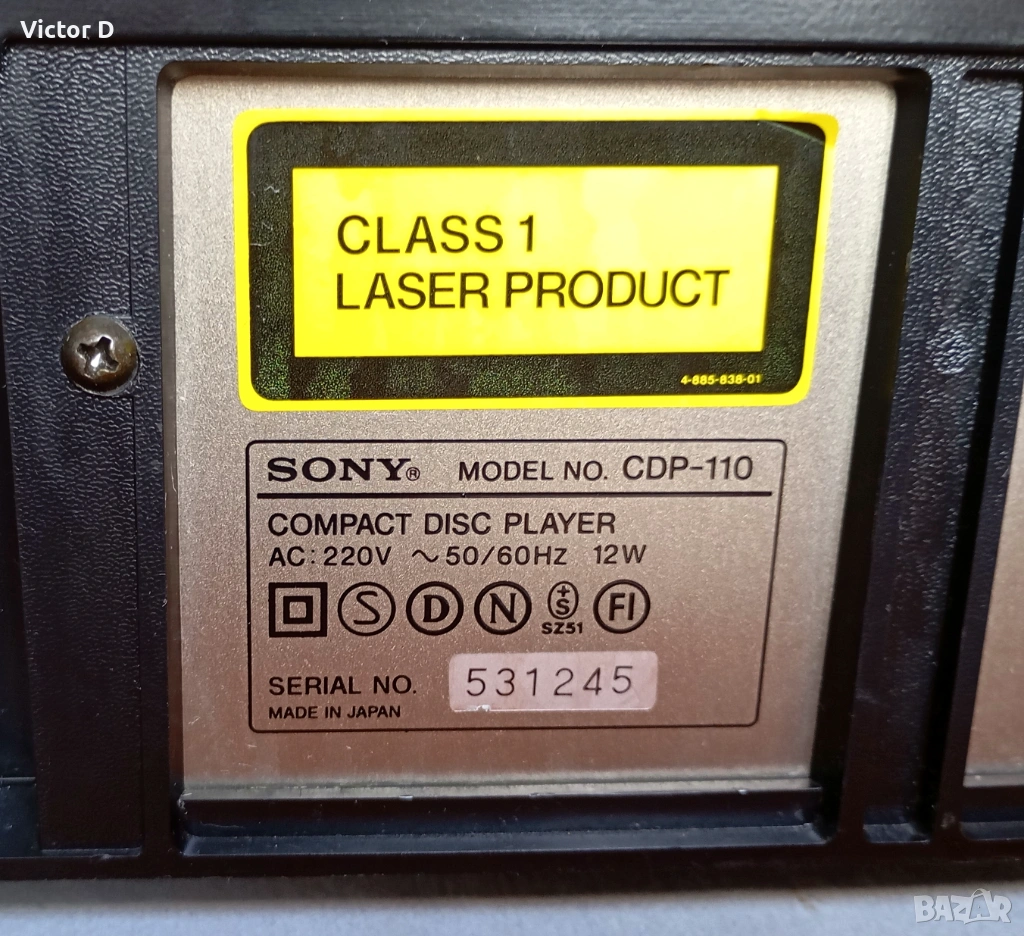 Victor D
CLASS 1
LASER PRODUCT
4-885-838-01
SONY® MODEL NO. CDP-110
COMPACT DISC PLAYER
AC: 220V ~50/60Hz 12W
S D N +S FI
SZ51
SERIAL NO. 531245
MADE IN JAPAN
BAZAR